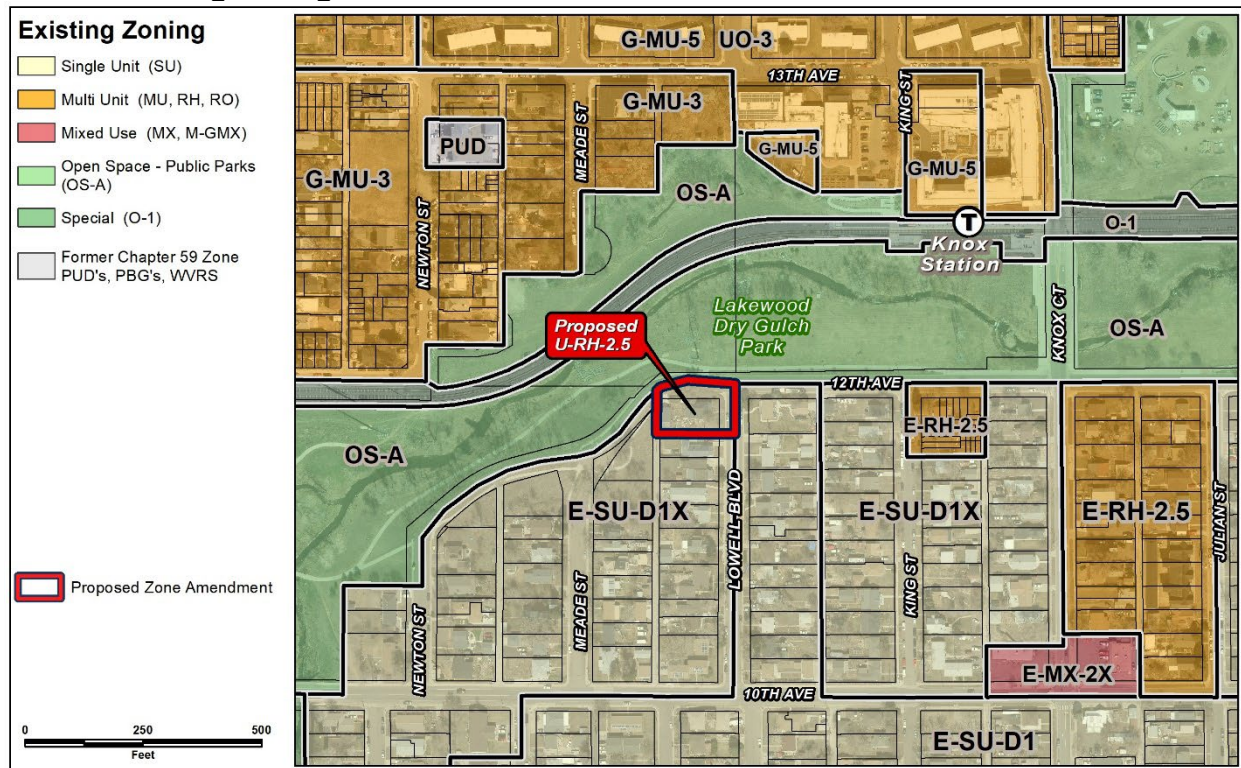 Existing Zoning
Single Unit (SU)
Multi Unit (MU, RH, RO)
Mixed Use (MX, M-GMX)
Open Space - Public Parks
(OS-A)
Special (O-1)
Former Chapter 59 Zone
PUD's, PBG's, WVRS
Proposed Zone Amendment
0 250 500
Feet
G-MU-5 UO-3
13TH AVE
G-MU-3
KING ST
MEADE ST
PUD
G-MU-5
G-MU-5
G-MU-3
OS-A
NEWTON ST
T
O-1
Knox
Station
Lakewood
Dry Gulch
Park
KNOX CT
OS-A
Proposed
U-RH-2.5
12TH AVE
E-RH-2.5
OS-A
E-SU-D1X
E-SU-D1X
E-RH-2.5
JULIAN ST
LOWELL BLVD
KING ST
MEADE ST
NEWTON ST
E-MX-2X
10TH AVE
E-SU-D1